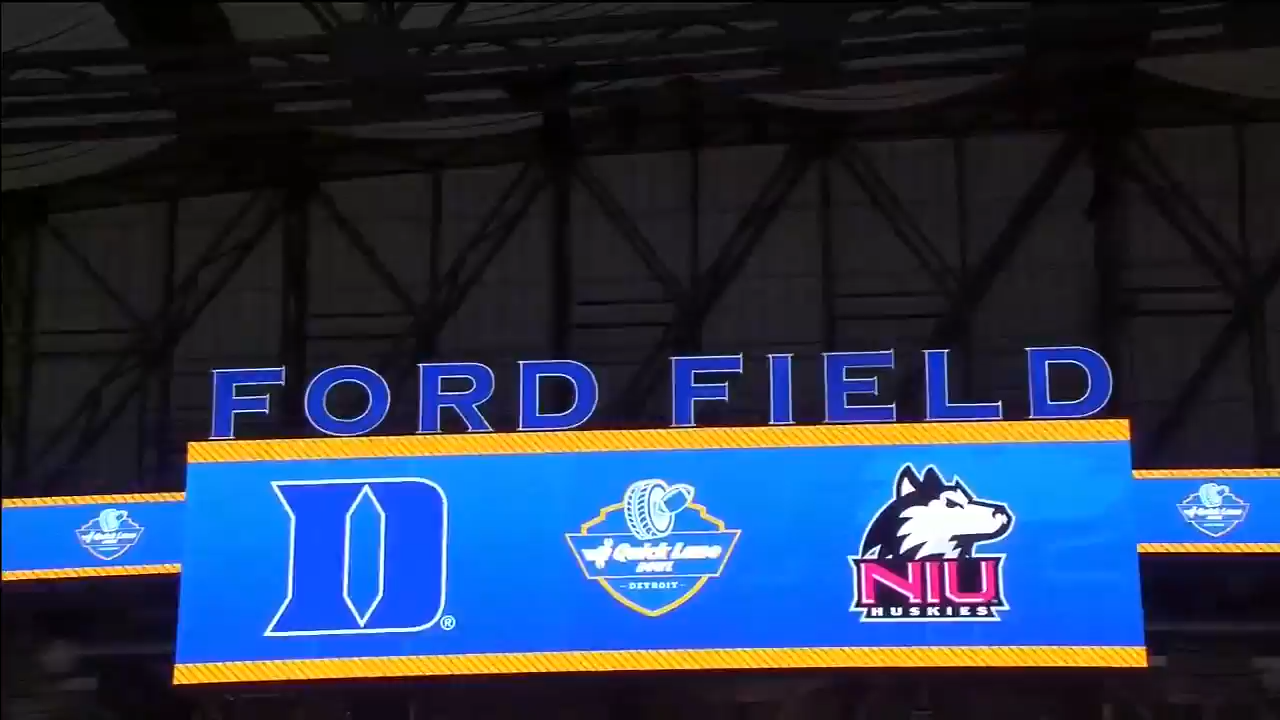 FORD FIELD
D®
Quick Lane
BOWL
DETROIT
NIU
HUSKIES